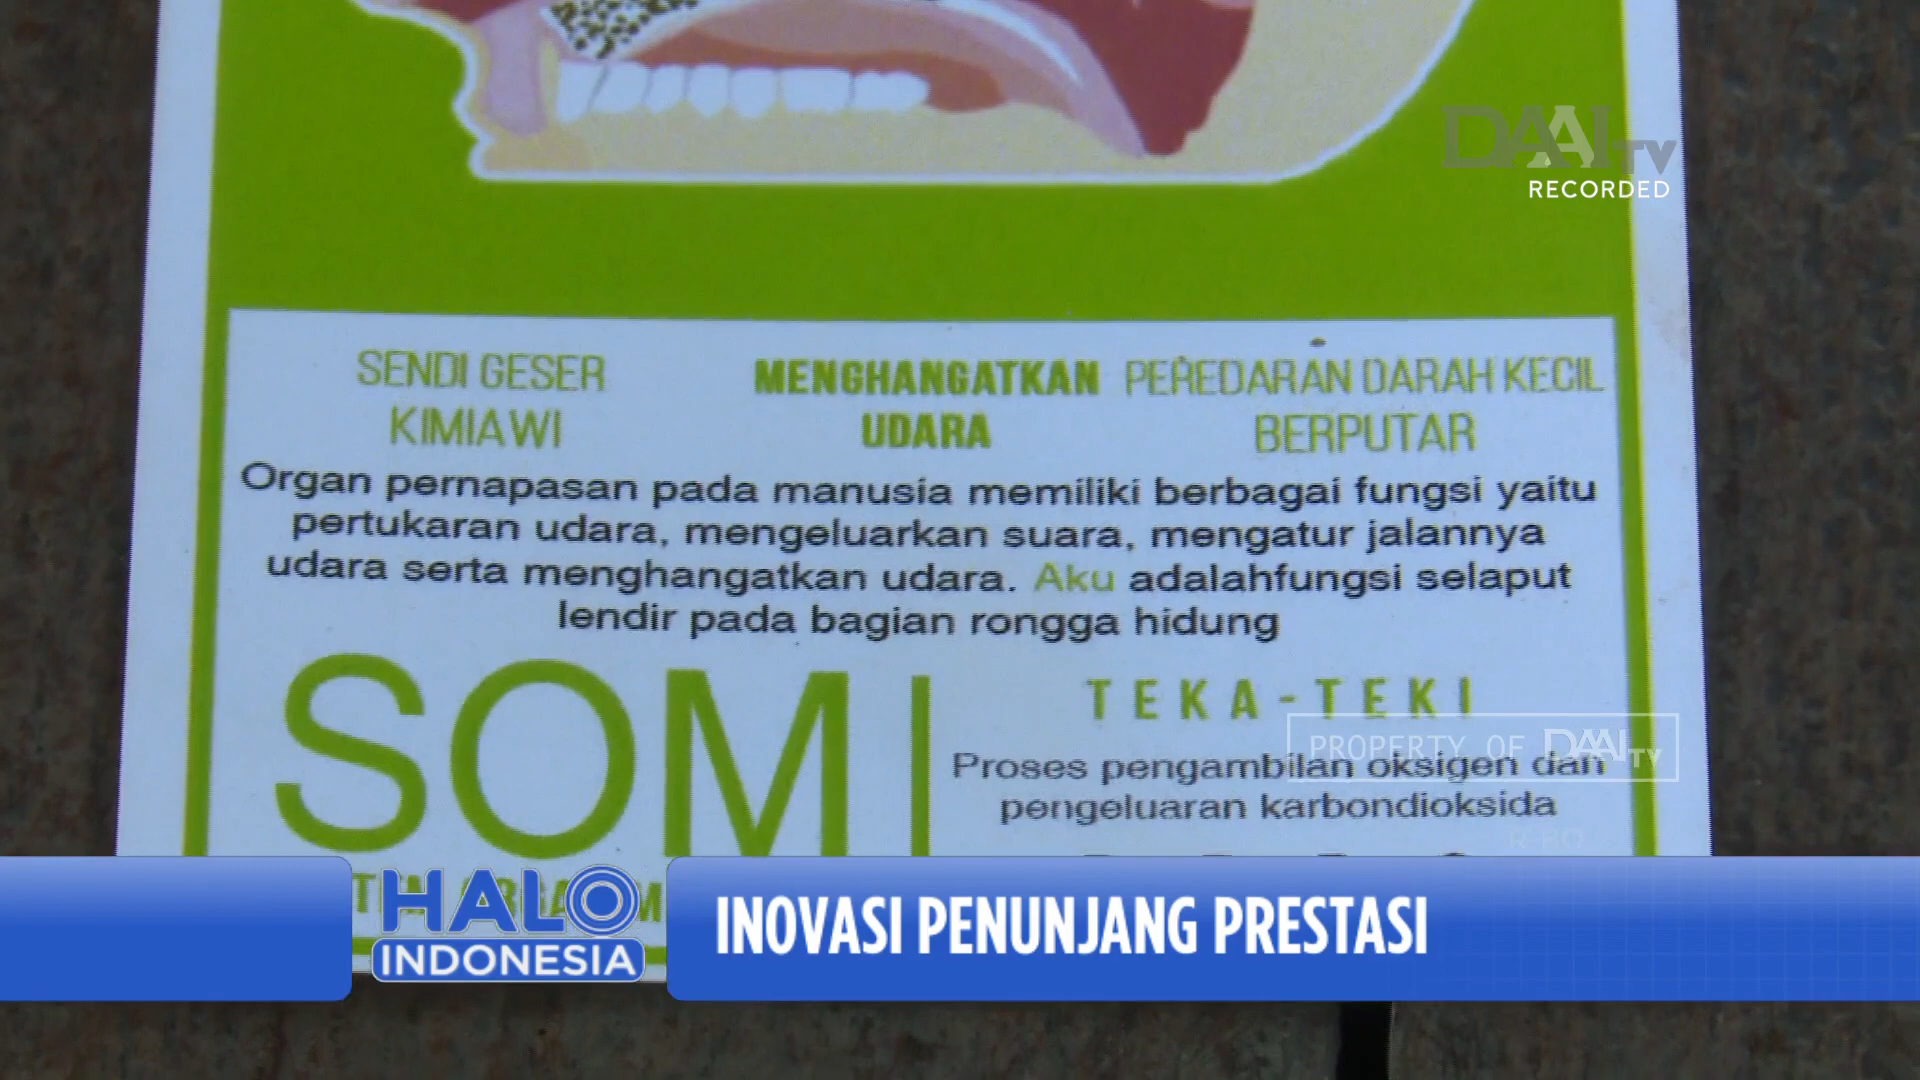 DAAI TV
RECORDED
SENDI GESER MENGHANGATKAN PEREDARAN DARAH KECIL
KIMIAWI UDARA BERPUTAR
Organ pernapasan pada manusia memiliki berbagai fungsi yaitu
pertukaran udara, mengeluarkan suara, mengatur jalannya
udara serta menghangatkan udara. Aku adalahfungsi selaput
lendir pada bagian rongga hidung
SOM
TEKA-TEKI
PROPERTY OF DAAI TV
Proses pengambilan oksigen dan
pengeluaran karbondioksida
HALO
INDONESIA
INOVASI PENUNJANG PRESTASI